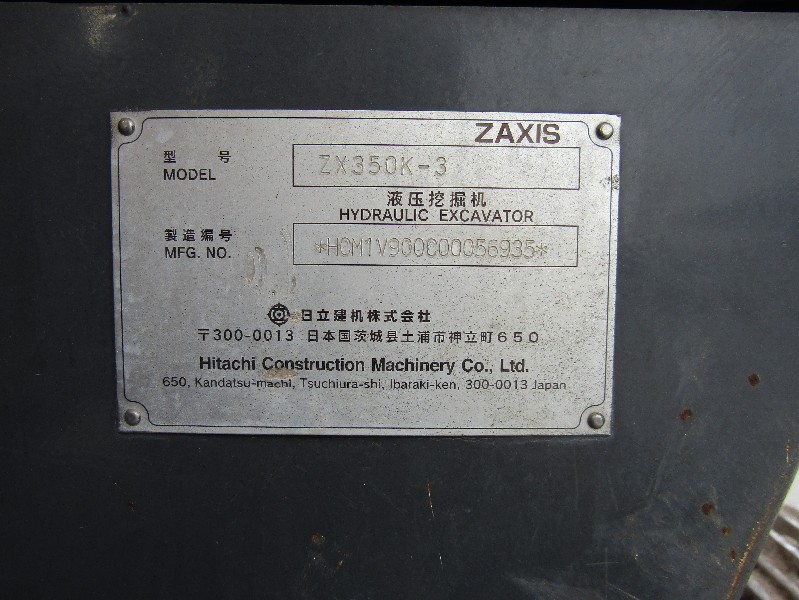 ZAXIS
型 号
MODEL
ZX350K-3
液压挖掘机
HYDRAULIC EXCAVATOR
製造编号
MFG. NO.
*HCM1V900C00056935*
日立建机株式会社
〒300-0013 日本国茨城县土浦市神立町650
Hitachi Construction Machinery Co., Ltd.
650, Kandatsu-machi, Tsuchiura-shi, Ibaraki-ken, 300-0013 Japan